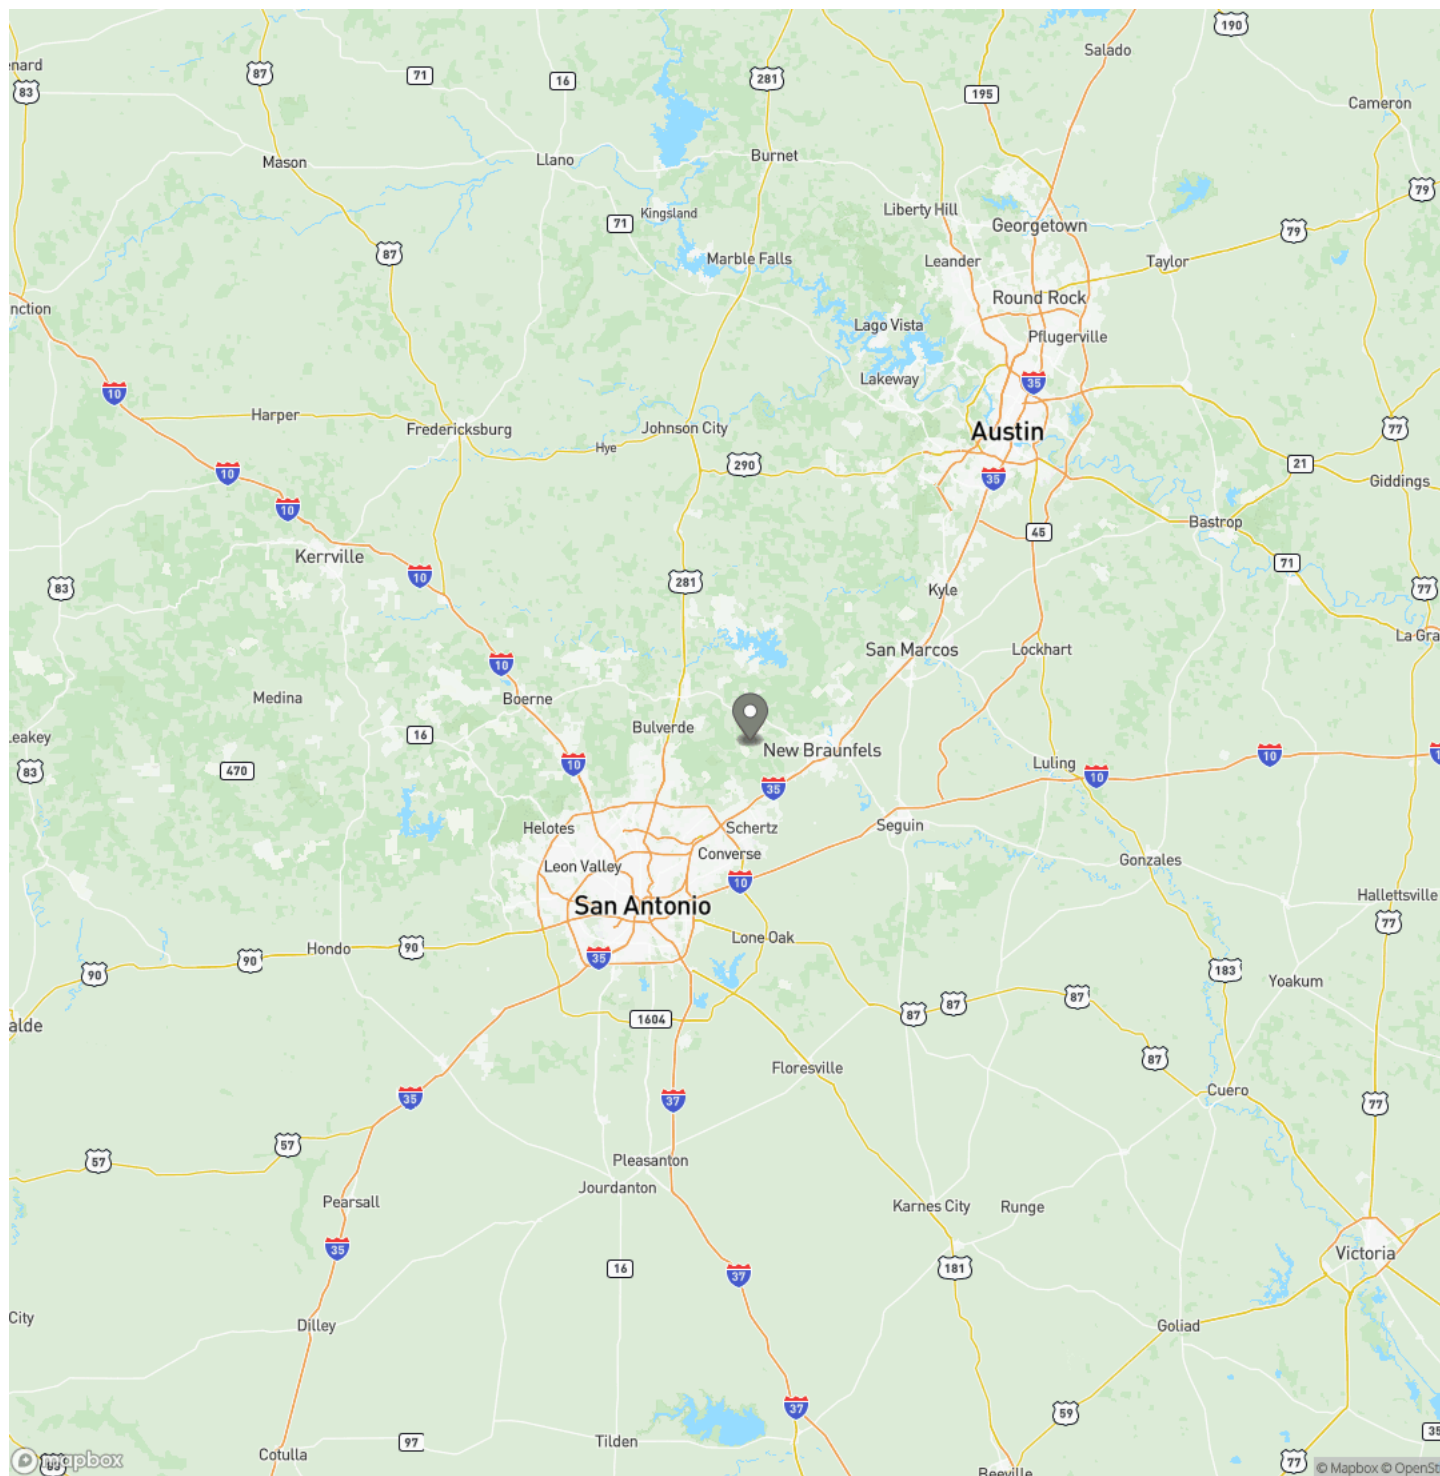 190
Salado
enard
87
71
16
281
83
195
Cameron
Mason
Llano
Burnet
79
Kingsland
Liberty Hill
71
Georgetown
79
87
Marble Falls
Leander
Taylor
Round Rock
nction
Lago Vista
Pflugerville
10
Lakeway
35
Harper
Fredericksburg
Johnson City
Austin
77
Hye
290
21
10
35
Giddings
10
Bastrop
45
Kerrville
71
10
281
83
Kyle
77
La Gra
San Marcos
Lockhart
10
Medina
Boerne
Bulverde
16
Leakey
New Braunfels
10
83
470
10
Luling
10
35
Helotes
Schertz
Seguin
Converse
Gonzales
Leon Valley
10
Hallettsville
San Antonio
77
Lone Oak
Hondo
90
90
35
90
183
Yoakum
87
87
87
1604
alde
87
Floresville
Cuero
35
37
77
57
57
Pleasanton
Jourdanton
Pearsall
Karnes City
Runge
35
Victoria
16
37
181
City
Dilley
Goliad
37
59
97
Tilden
35
Cotulla
77
83
mapbox
Beeville
© Mapbox © OpenSt